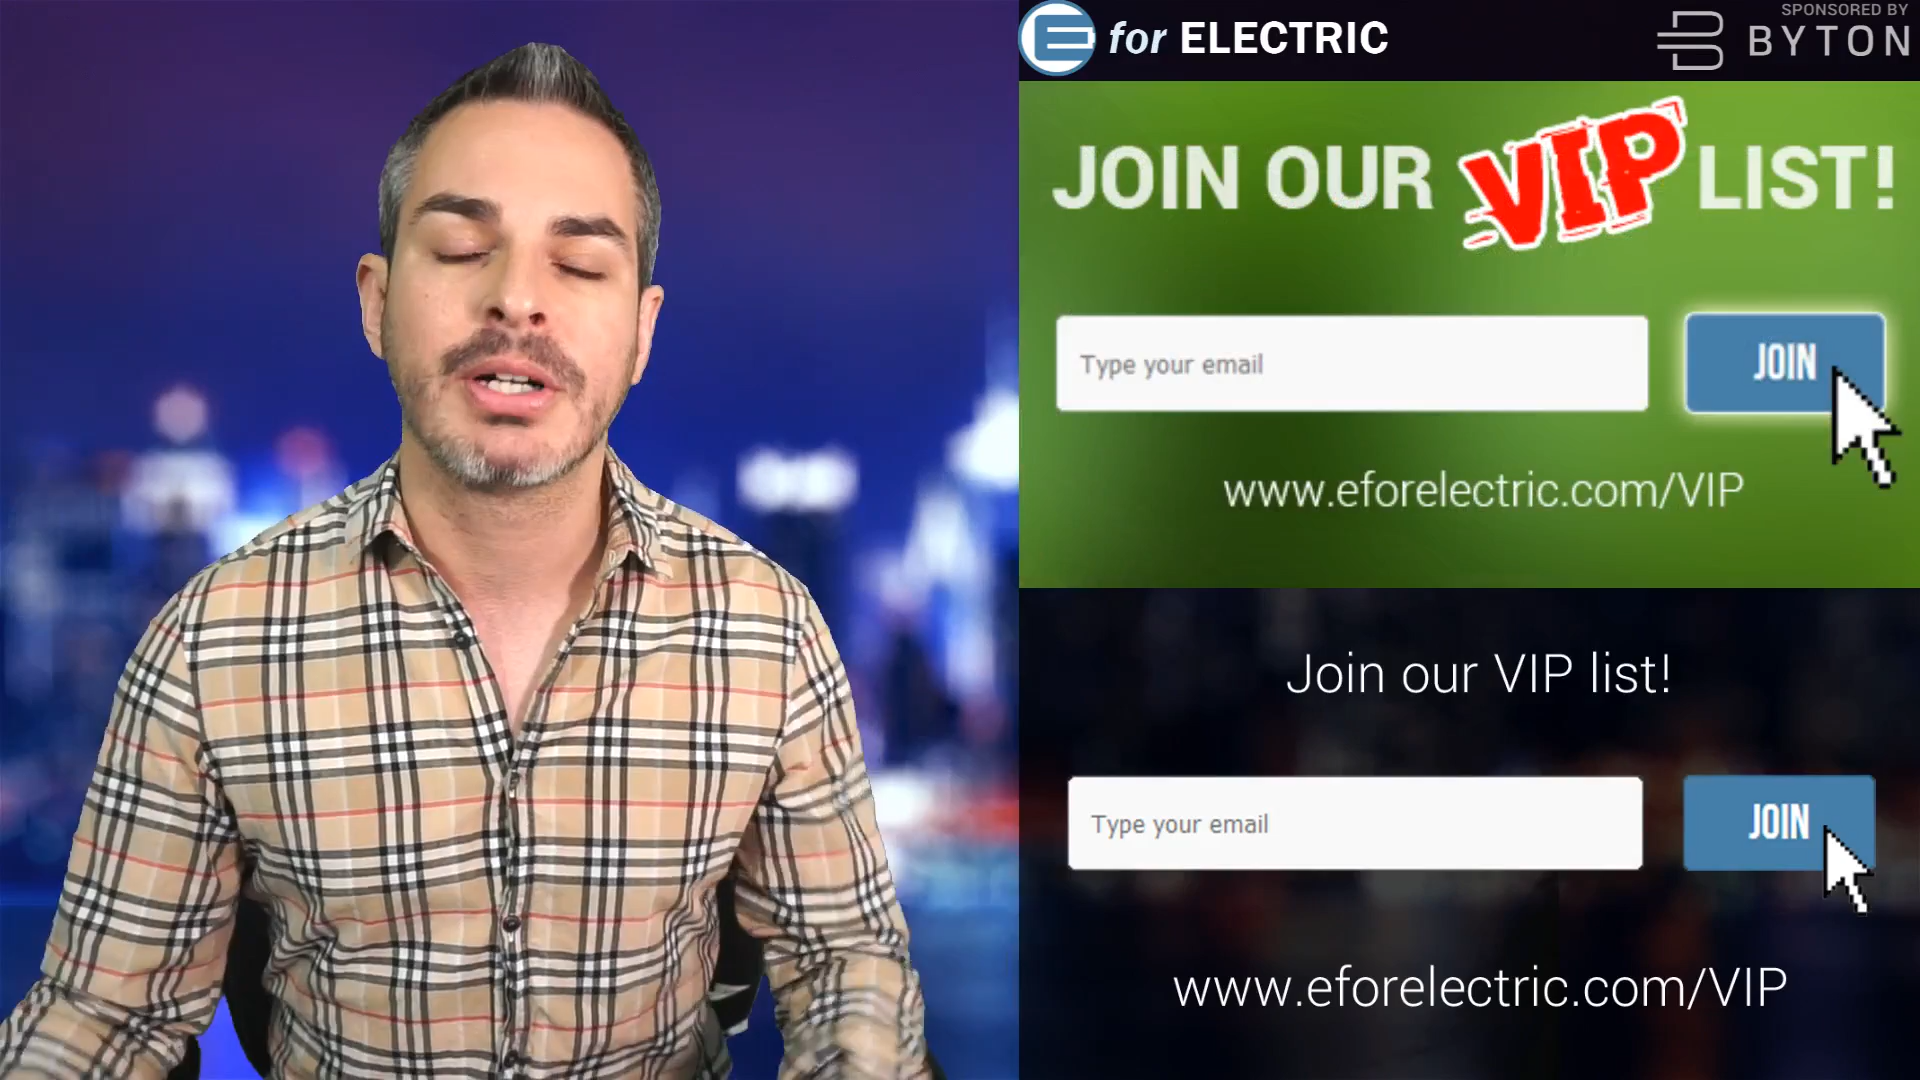 for ELECTRIC
SPONSORED BY
BYTON
JOIN OUR VIP LIST!
Type your email
JOIN
www.eforelectric.com/VIP
Join our VIP list!
Type your email
JOIN
www.eforelectric.com/VIP